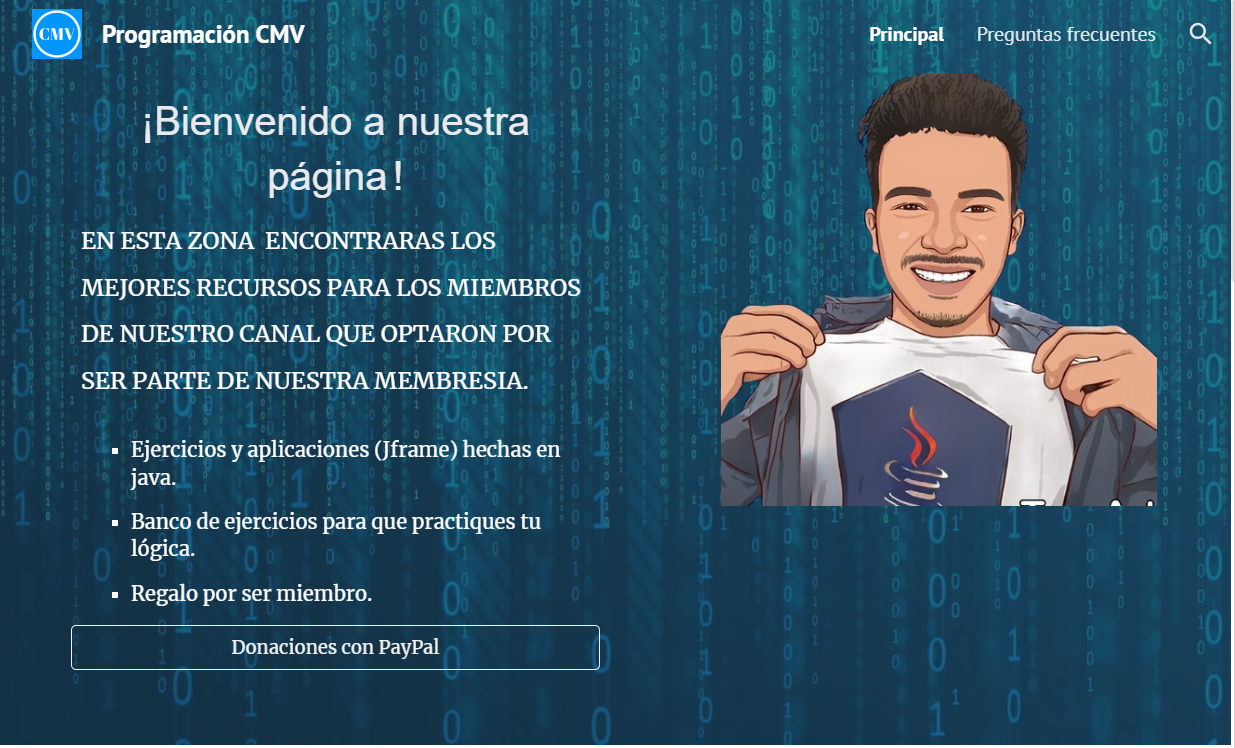 CMV
Programación CMV
Principal
Preguntas frecuentes
¡Bienvenido a nuestra
página!
EN ESTA ZONA ENCONTRARAS LOS
MEJORES RECURSOS PARA LOS MIEMBROS
DE NUESTRO CANAL QUE OPTARON POR
SER PARTE DE NUESTRA MEMBRESIA.
Ejercicios y aplicaciones (Jframe) hechas en
java.
Banco de ejercicios para que practiques tu
lógica.
Regalo por ser miembro.
Donaciones con PayPal